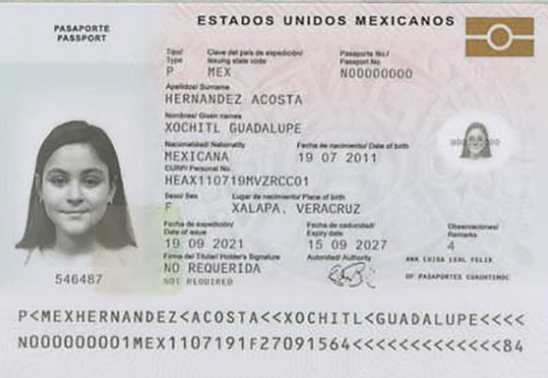 ESTADOS UNIDOS MEXICANOS
PASAPORTE
PASSPORT
Tipo/ Clave del país de expedición/ Pasaporte No./
Type Issuing state code Passport No.
P MEX N00000000
Apellidos/ Surname
HERNANDEZ ACOSTA
Nombres/ Given names
XOCHITL GUADALUPE
Nacionalidad/ Nationality Fecha de nacimiento/ Date of birth
MEXICANA 19 07 2011
CURP/ Personal No.
HEAX110719MVZRCC01
Sexo/ Sex Lugar de nacimiento/ Place of birth
F XALAPA, VERACRUZ
Fecha de expedición/ Fecha de caducidad/ Observaciones/
Date of issue Expiry date Remarks
19 09 2021 15 09 2027 4
Firma del Titular/ Holder's Signature Autoridad/ Authority ANA LUISA LEAL FELIX
NO REQUERIDA
NOT REQUIRED OF PASAPORTES CUAUHTEMOC
546487
P<MEXHERNANDEZ<ACOSTA<<XOCHITL<GUADALUPE<<<<
N000000001MEX1107191F27091564<<<<<<<<<<<<<84